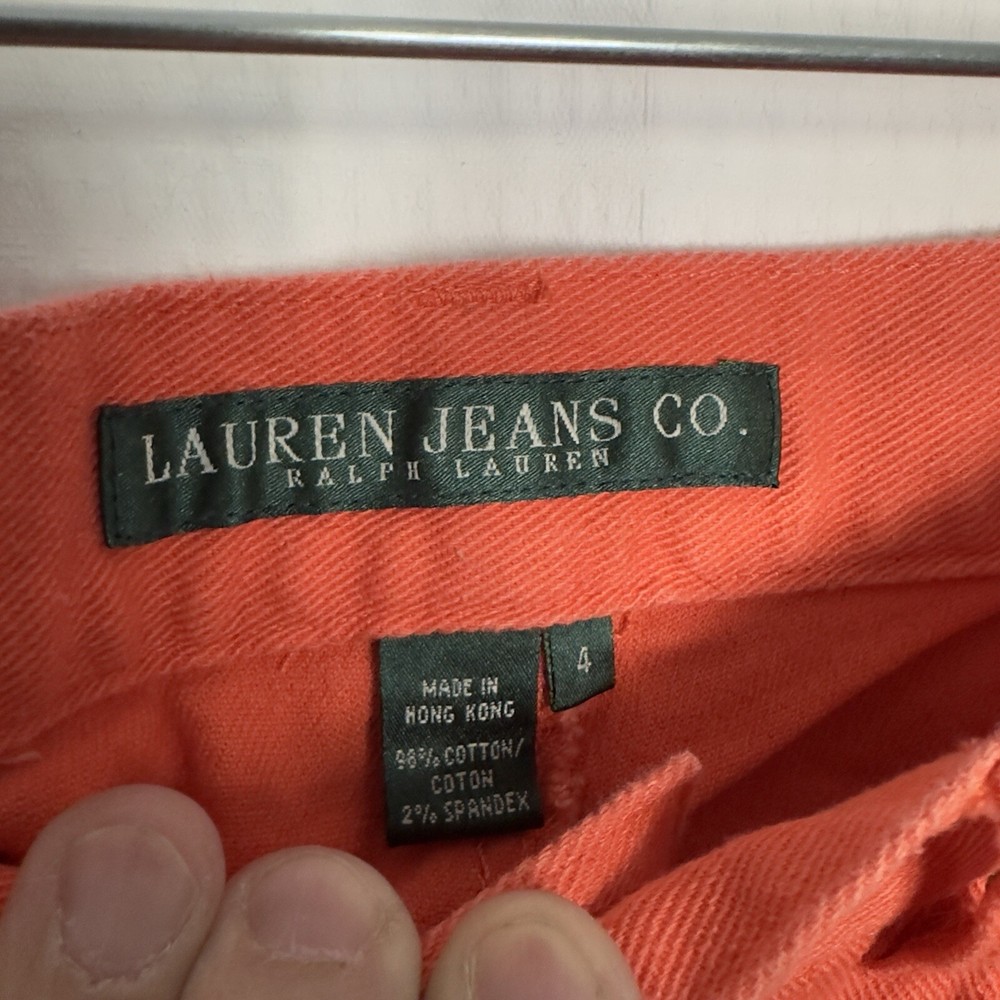 LAUREN JEANS CO.
RALPH LAUREN
4
MADE IN
HONG KONG
98% COTTON/
COTON
2% SPANDEX